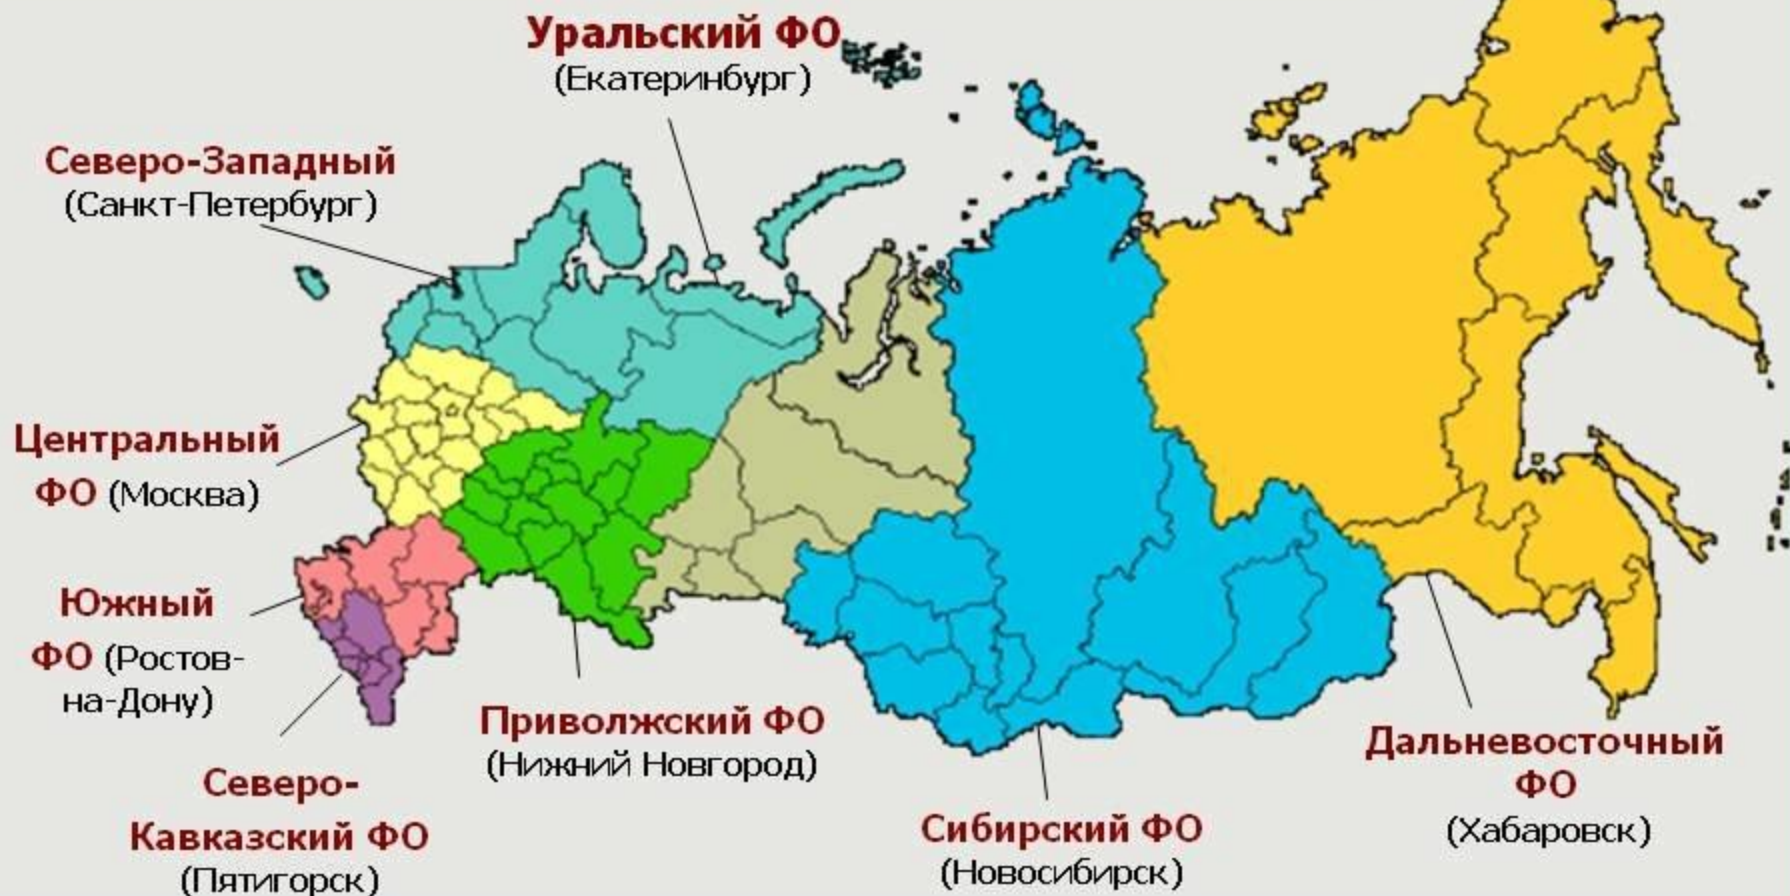 Уральский ФО
(Екатеринбург)
Северо-Западный
(Санкт-Петербург)
Центральный
ФО (Москва)
Южный
ФО (Ростов-
на-Дону)
Северо-
Кавказский ФО
(Пятигорск)
Приволжский ФО
(Нижний Новгород)
Сибирский ФО
(Новосибирск)
Дальневосточный
ФО
(Хабаровск)